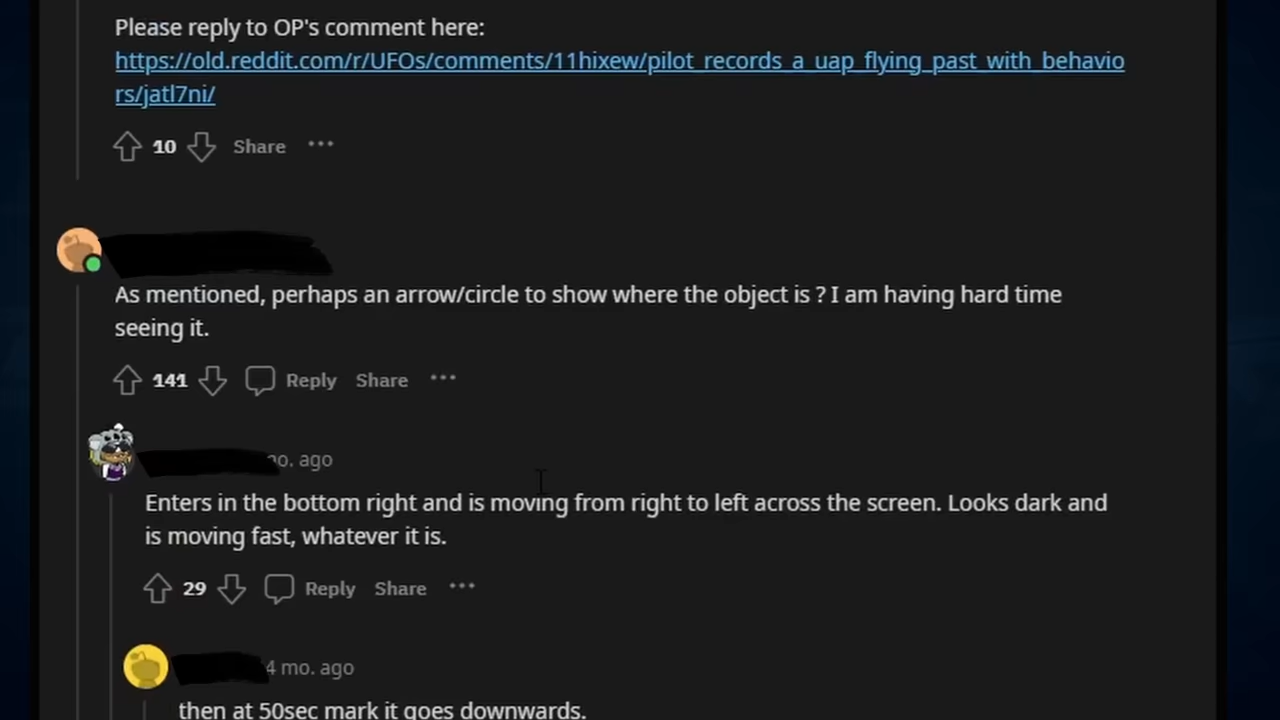 Please reply to OP's comment here:
https://old.reddit.com/r/UFOs/comments/11hixew/pilot_records_a_uap_flying_past_with_behavio
rs/jatl7ni/
10 Share ...
As mentioned, perhaps an arrow/circle to show where the object is ? I am having hard time
seeing it.
141 Reply Share ...
o. ago
Enters in the bottom right and is moving from right to left across the screen. Looks dark and
is moving fast, whatever it is.
29 Reply Share ...
4 mo. ago
then at 50sec mark it goes downwards.